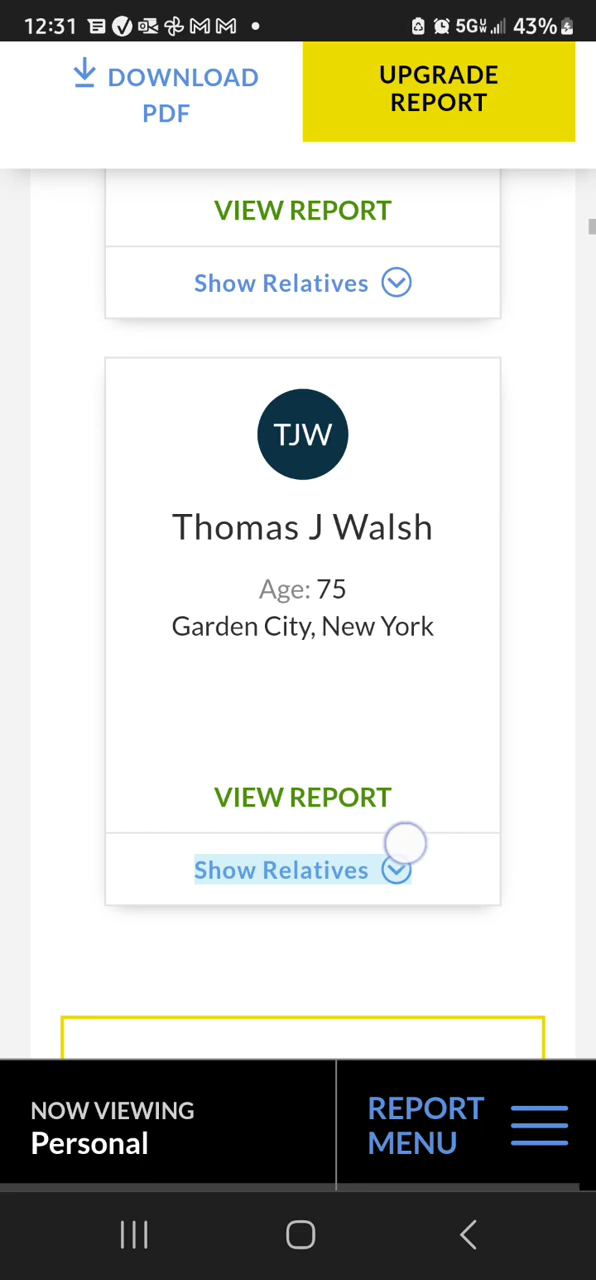 12:31 5G 43%
DOWNLOAD
PDF
UPGRADE
REPORT
VIEW REPORT
Show Relatives
TJW
Thomas J Walsh
Age: 75
Garden City, New York
VIEW REPORT
Show Relatives
NOW VIEWING
Personal
REPORT
MENU